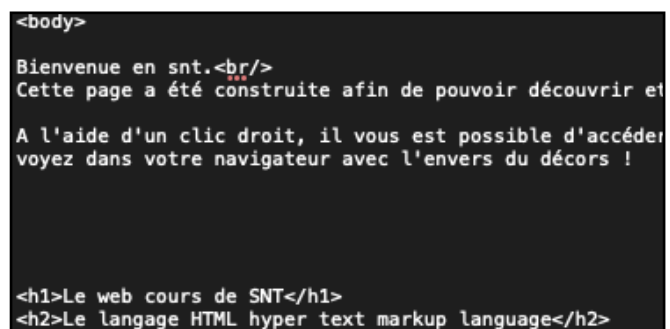 <body>
Bienvenue en snt.<br/>
Cette page a été construite afin de pouvoir découvrir et
A l'aide d'un clic droit, il vous est possible d'accéder
voyez dans votre navigateur avec l'envers du décors !
<h1>Le web cours de SNT</h1>
<h2>Le langage HTML hyper text markup language</h2>